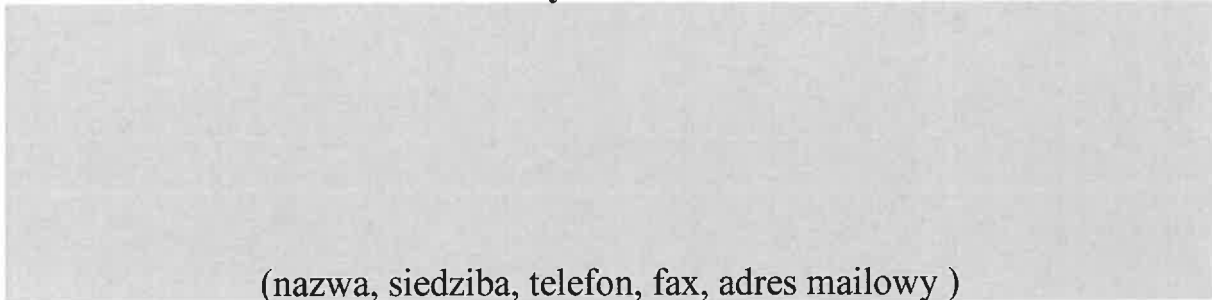 (nazwa, siedziba, telefon, fax, adres mailowy )